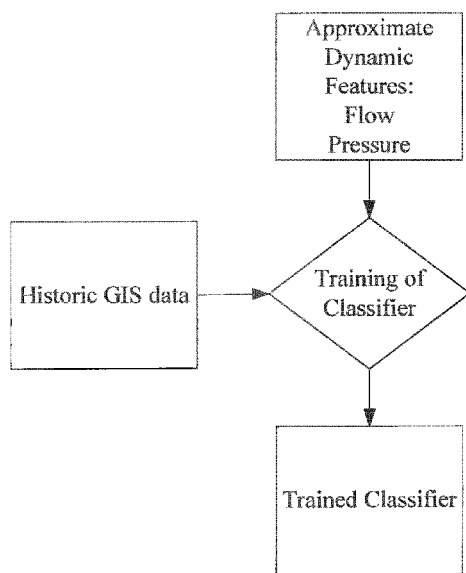 Approximate
Dynamic
Features:
Flow
Pressure
Historic GIS data
Training of
Classifier
Trained Classifier